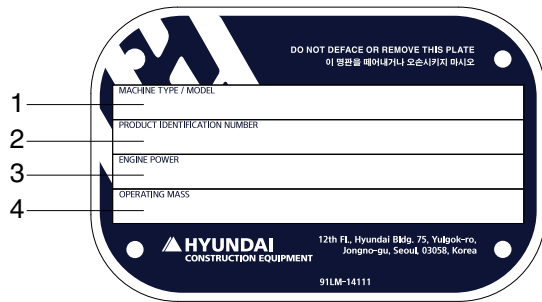 DO NOT DEFACE OR REMOVE THIS PLATE
이 명판을 떼어내거나 오손시키지 마시오
1
MACHINE TYPE / MODEL
2
PRODUCT IDENTIFICATION NUMBER
3
ENGINE POWER
4
OPERATING MASS
HYUNDAI
CONSTRUCTION EQUIPMENT
12th Fl., Hyundai Bldg. 75, Yulgok-ro,
Jongno-gu, Seoul, 03058, Korea
91LM-14111